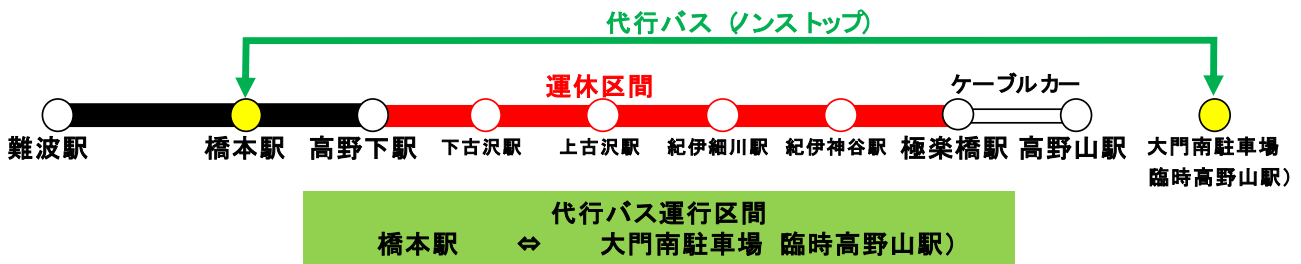 代行バス (ノンストップ)
運休区間
ケーブルカー
難波駅
橋本駅
高野下駅
下古沢駅
上古沢駅
紀伊細川駅
紀伊神谷駅
極楽橋駅
高野山駅
大門南駐車場
臨時高野山駅)
代行バス運行区間
橋本駅 ⇔ 大門南駐車場 臨時高野山駅)